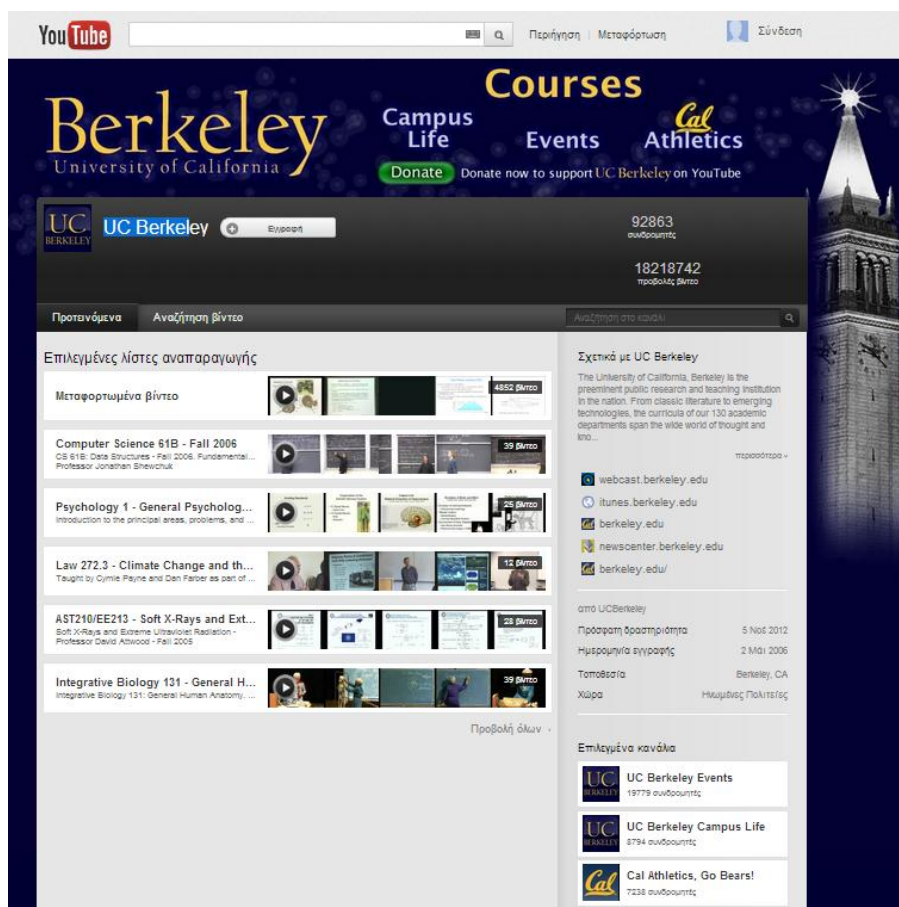 YouTube
Περιήγηση | Μεταφόρτωση
Σύνδεση
Berkeley
University of California
Courses
Campus Life
Events
Cal Athletics
Donate
Donate now to support UC Berkeley on YouTube
UC BERKELEY
UC Berkeley
Εγγραφή
92863
συνδρομητές
18218742
προβολές βίντεο
Προτεινόμενα
Αναζήτηση βίντεο
Αναζήτηση στο κανάλι
Επιλεγμένες λίστες αναπαραγωγής
Μεταφορτωμένα βίντεο
4852 βίντεο
Computer Science 61B - Fall 2006
CS 61B: Data Structures - Fall 2006. Fundamental...
Professor Jonathan Shewchuk
39 βίντεο
Psychology 1 - General Psycholog...
Introduction to the principal areas, problems, and ...
25 βίντεο
Law 272.3 - Climate Change and th...
Taught by Cymie Payne and Dan Farber as part of ...
12 βίντεο
AST210/EE213 - Soft X-Rays and Ext...
Soft X-Rays and Extreme Ultraviolet Radiation -
Professor David Attwood - Fall 2005
28 βίντεο
Integrative Biology 131 - General H...
Integrative Biology 131: General Human Anatomy. ...
39 βίντεο
Προβολή όλων ›
Σχετικά με UC Berkeley
The University of California, Berkeley is the
preeminent public research and teaching institution
in the nation. From classic literature to emerging
technologies, the curricula of our 130 academic
departments span the wide world of thought and
kno...
περισσότερα
webcast.berkeley.edu
itunes.berkeley.edu
berkeley.edu
newscenter.berkeley.edu
berkeley.edu/
από UCBerkeley
Πρόσφατη δραστηριότητα 5 Νοέ 2012
Ημερομηνία εγγραφής 2 Μάι 2006
Τοποθεσία Berkeley, CA
Χώρα Ηνωμένες Πολιτείες
Επιλεγμένα κανάλια
UC BERKELEY
UC Berkeley Events
19779 συνδρομητές
UC BERKELEY
UC Berkeley Campus Life
8794 συνδρομητές
Cal
Cal Athletics, Go Bears!
7238 συνδρομητές